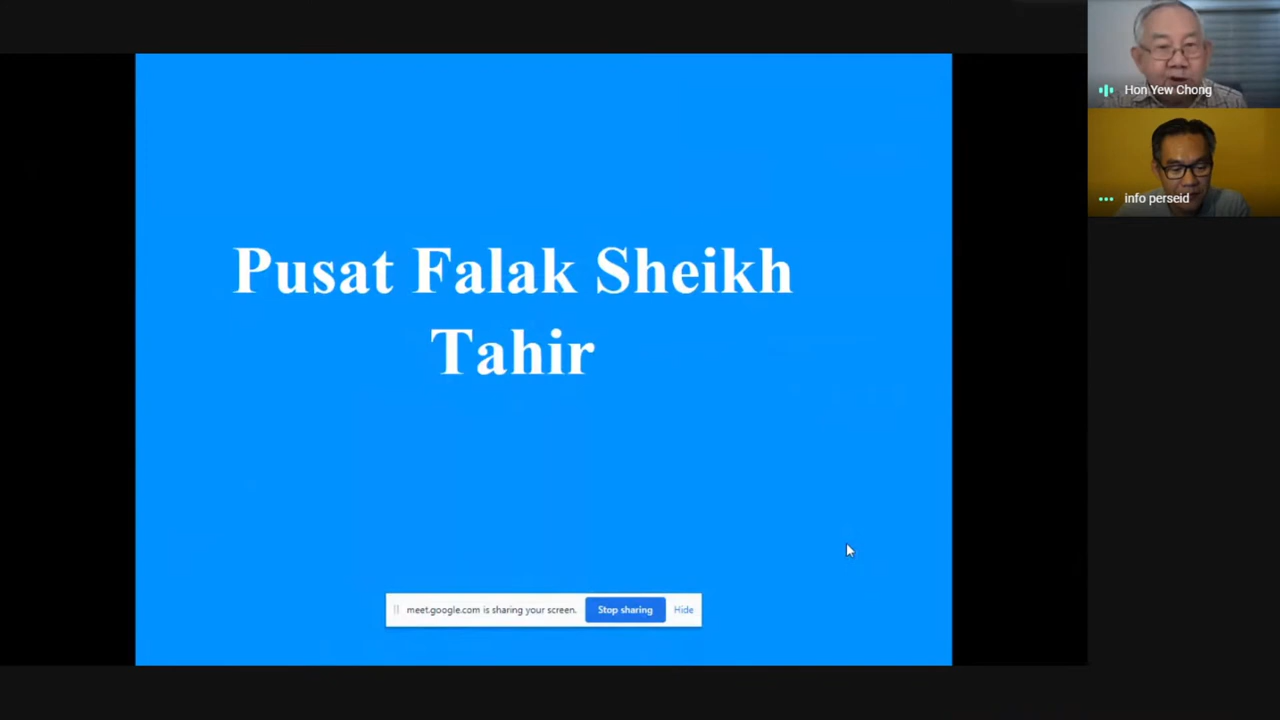 Pusat Falak Sheikh
Tahir
meet.google.com is sharing your screen. Stop sharing Hide
Hon Yew Chong
info perseid